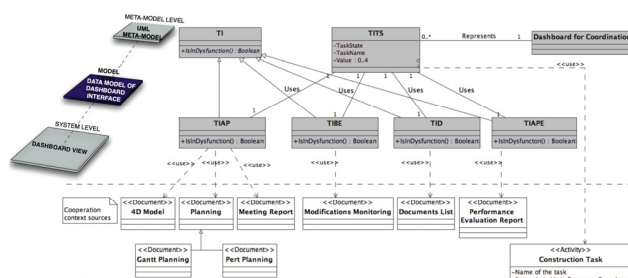 META-MODEL LEVEL
UML
META-MODEL
MODEL
DATA MODEL OF
DASHBOARD
INTERFACE
SYSTEM LEVEL
DASHBOARD VIEW
TI
+IsInDysfunction() : Boolean
TITS
-TaskState
-TaskName
-Value : 0..4
0..*
Represents
1
Dashboard for Coordination
<<use>>
1
1
1
1
Uses
Uses
Uses
Uses
1
1
1
1
TIAP
+IsInDysfunction() : Boolean
TIBE
+IsInDysfunction() : Boolean
TID
+IsInDysfunction() : Boolean
TIAPE
+IsInDysfunction() : Boolean
<<use>>
<<use>>
<<use>>
<<use>>
<<use>>
<<use>>
Cooperation
context sources
<<Document>>
4D Model
<<Document>>
Planning
<<Document>>
Meeting Report
<<Document>>
Modifications Monitoring
<<Document>>
Documents List
<<Document>>
Performance
Evaluation Report
<<Document>>
Gantt Planning
<<Document>>
Pert Planning
<<Activity>>
Construction Task
-Name of the task